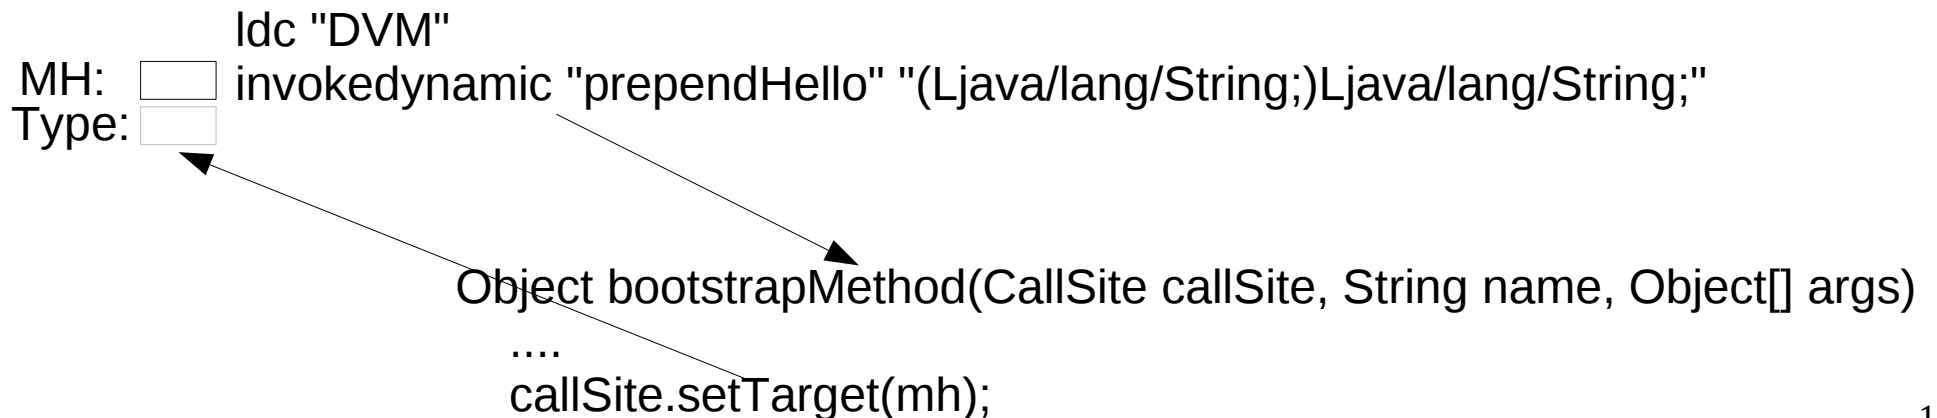 ldc "DVM"
MH: invokedynamic "prependHello" "(Ljava/lang/String;)Ljava/lang/String;"
Type:
Object bootstrapMethod(CallSite callSite, String name, Object[] args)
....
callSite.setTarget(mh);
1